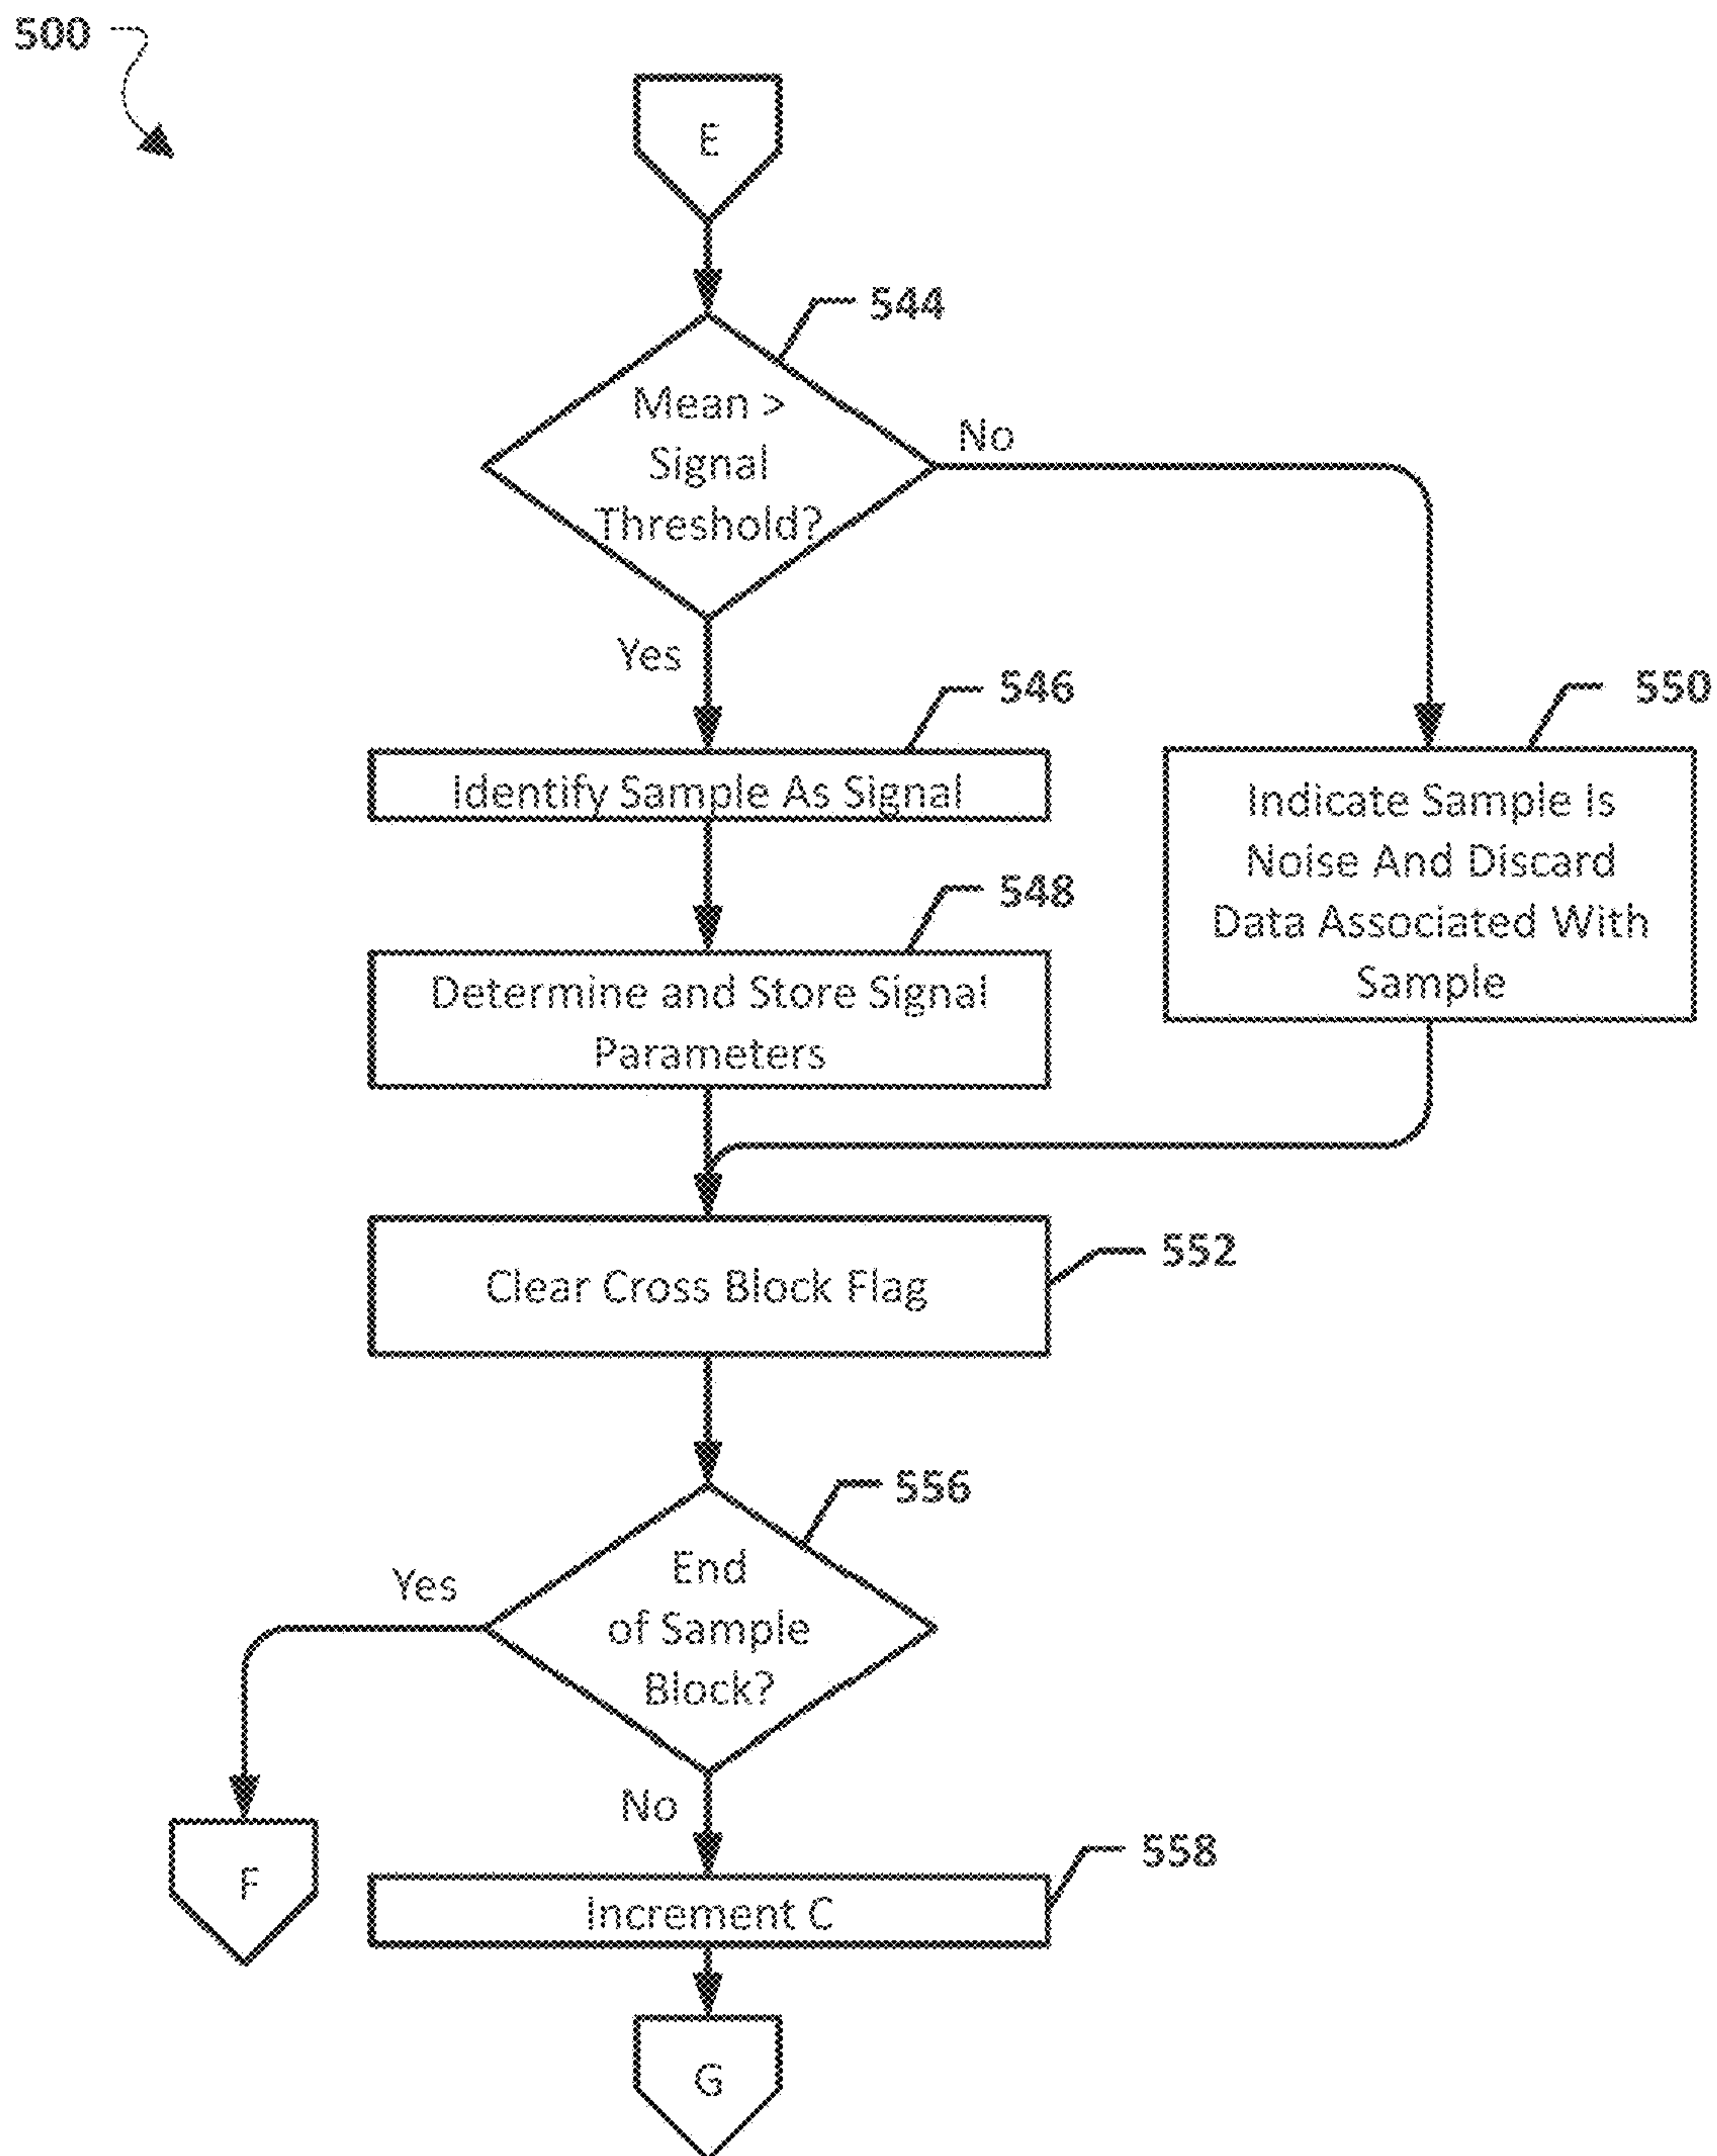 500
E
544
Mean >
Signal
Threshold?
No
Yes
546
Identify Sample As Signal
550
Indicate Sample Is
Noise And Discard
Data Associated With
Sample
548
Determine and Store Signal
Parameters
552
Clear Cross Block Flag
556
End
of Sample
Block?
Yes
F
No
558
Increment C
G